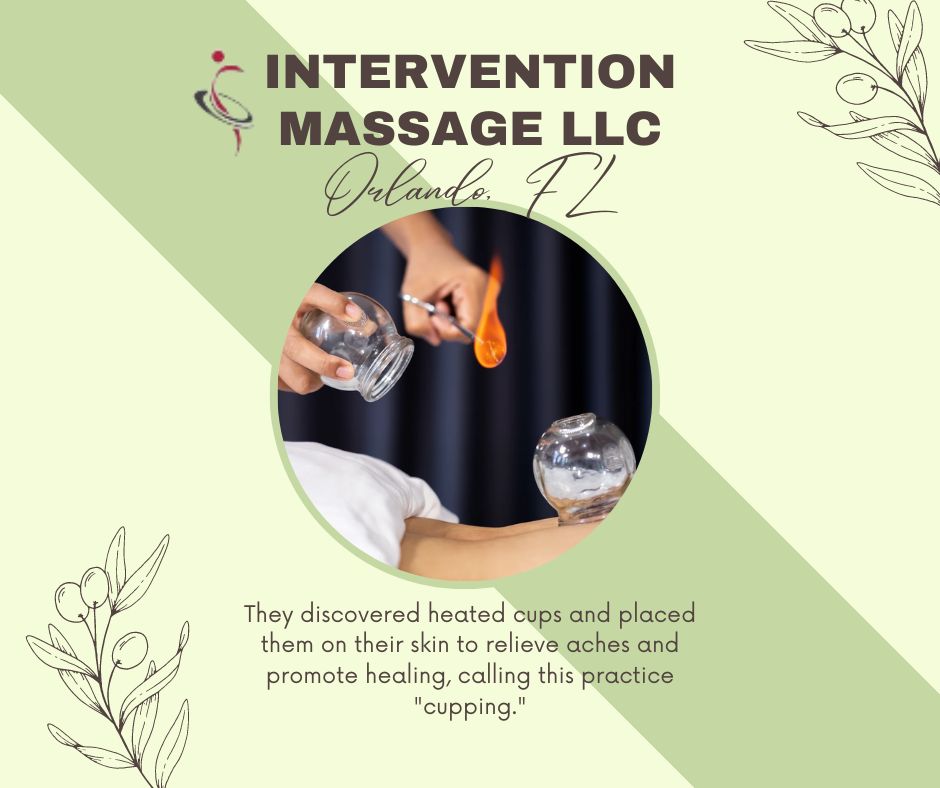 INTERVENTION
MASSAGE LLC
Orlando, FL
They discovered heated cups and placed
them on their skin to relieve aches and
promote healing, calling this practice
"cupping."